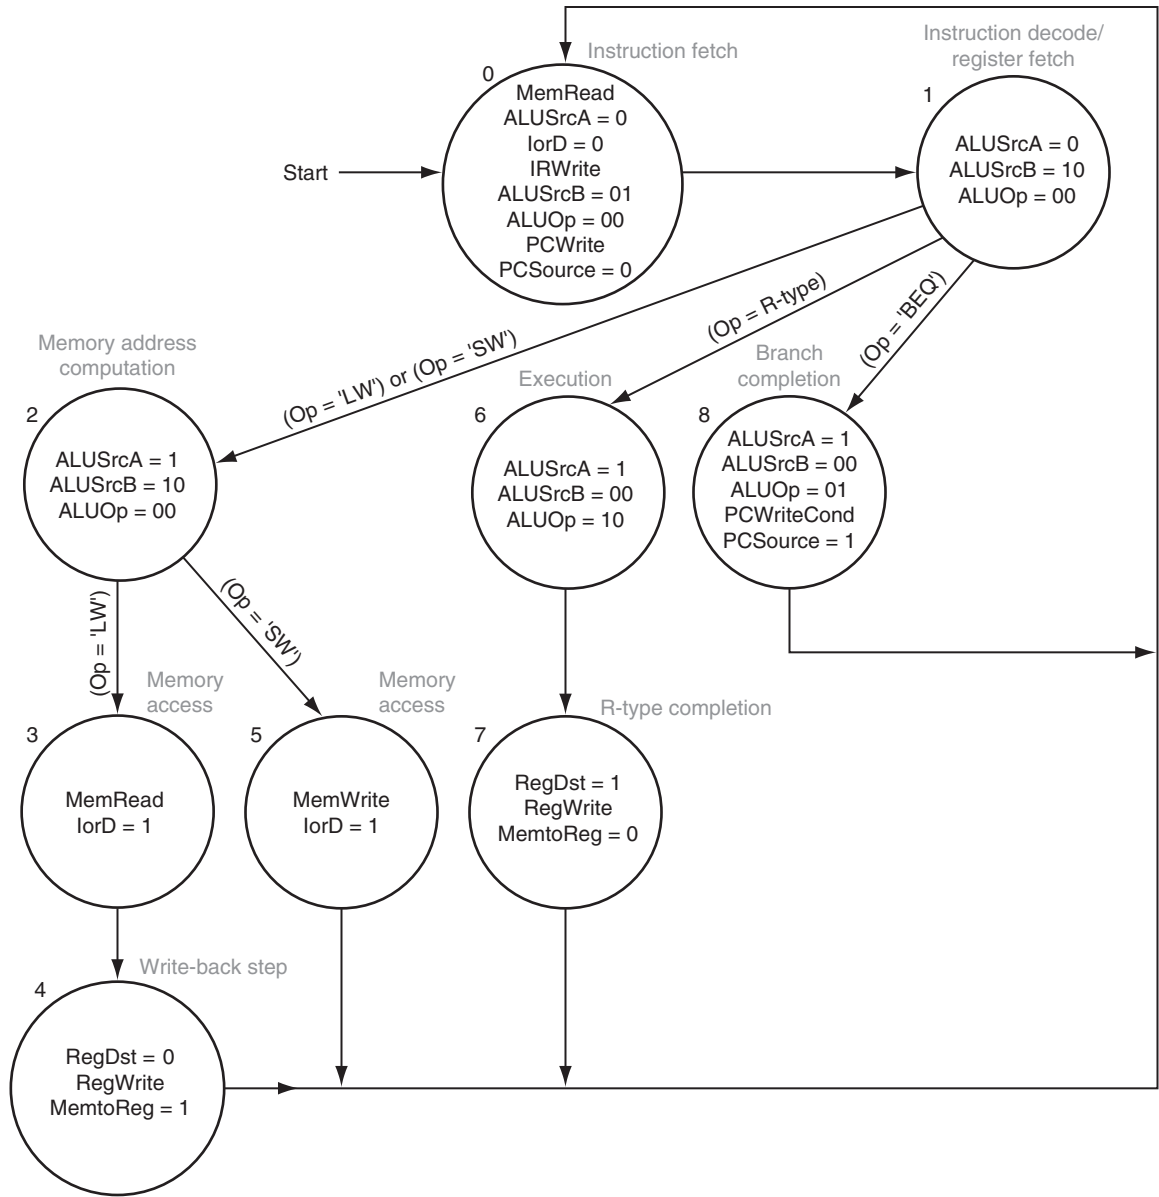 Instruction fetch
0
MemRead
ALUSrcA = 0
IorD = 0
IRWrite
ALUSrcB = 01
ALUOp = 00
PCWrite
PCSource = 0
Start
Instruction decode/
register fetch
1
ALUSrcA = 0
ALUSrcB = 10
ALUOp = 00
(Op = 'LW') or (Op = 'SW')
(Op = R-type)
(Op = 'BEQ')
Memory address
computation
2
ALUSrcA = 1
ALUSrcB = 10
ALUOp = 00
Execution
6
ALUSrcA = 1
ALUSrcB = 00
ALUOp = 10
Branch
completion
8
ALUSrcA = 1
ALUSrcB = 00
ALUOp = 01
PCWriteCond
PCSource = 1
(Op = 'LW')
(Op = 'SW')
Memory
access
3
MemRead
IorD = 1
Memory
access
5
MemWrite
IorD = 1
R-type completion
7
RegDst = 1
RegWrite
MemtoReg = 0
Write-back step
4
RegDst = 0
RegWrite
MemtoReg = 1